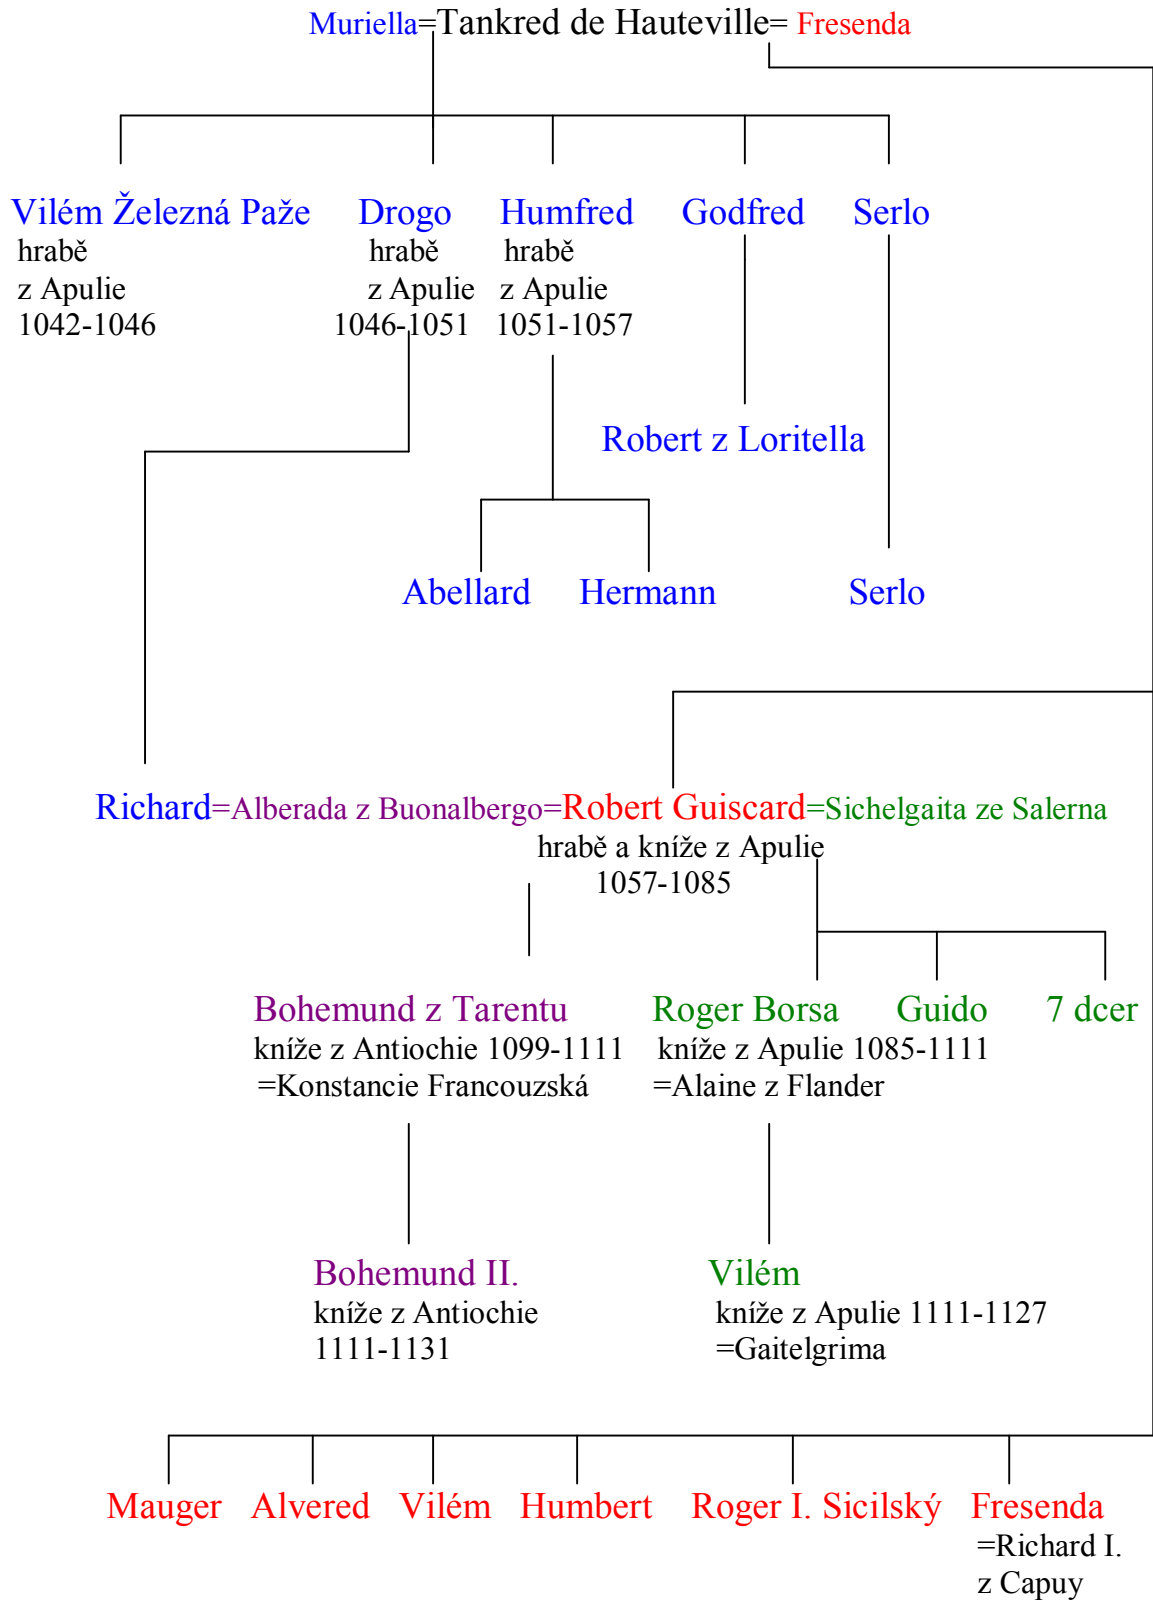 Muriella=Tankred de Hauteville= Fresenda
Vilém Železná Paže Drogo Humfred Godfred Serlo
hrabě hrabě hrabě
z Apulie z Apulie z Apulie
1042-1046 1046-1051 1051-1057
Robert z Loritella
Abellard Hermann Serlo
Richard=Alberada z Buonalbergo=Robert Guiscard=Sichelgaita ze Salerna
hrabě a kníže z Apulie
1057-1085
Bohemund z Tarentu Roger Borsa Guido 7 dcer
kníže z Antiochie 1099-1111 kníže z Apulie 1085-1111
=Konstancie Francouzská =Alaine z Flander
Bohemund II. Vilém
kníže z Antiochie kníže z Apulie 1111-1127
1111-1131 =Gaitelgrima
Mauger Alvered Vilém Humbert Roger I. Sicilský Fresenda
=Richard I.
z Capuy